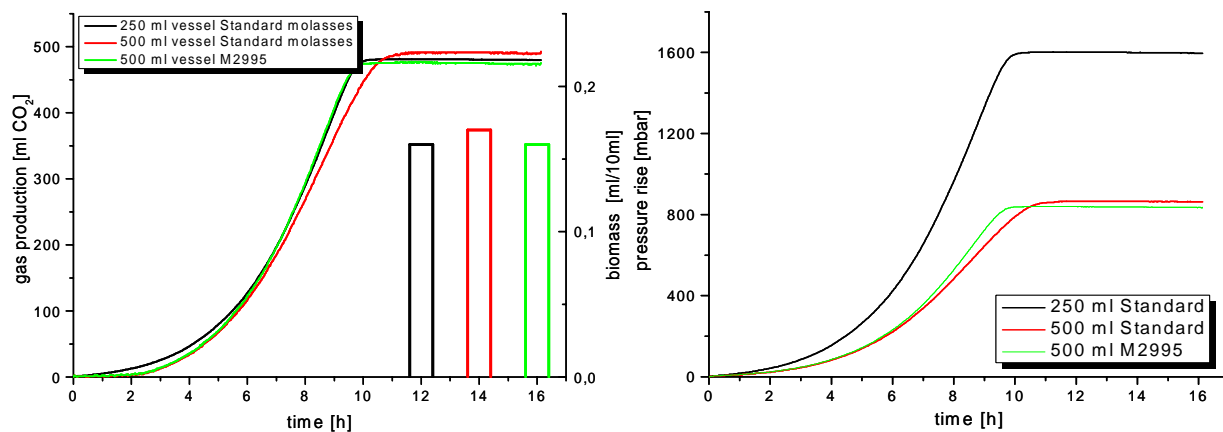 250 ml vessel Standard molasses
500 ml vessel Standard molasses
500 ml vessel M2995
500
400
300
200
100
0
gas production [ml CO₂]
0,2
0,1
0,0
biomass [ml/10ml]
0 2 4 6 8 10 12 14 16
time [h]
1600
1200
800
400
0
pressure rise [mbar]
250 ml Standard
500 ml Standard
500 ml M2995
0 2 4 6 8 10 12 14 16
time [h]